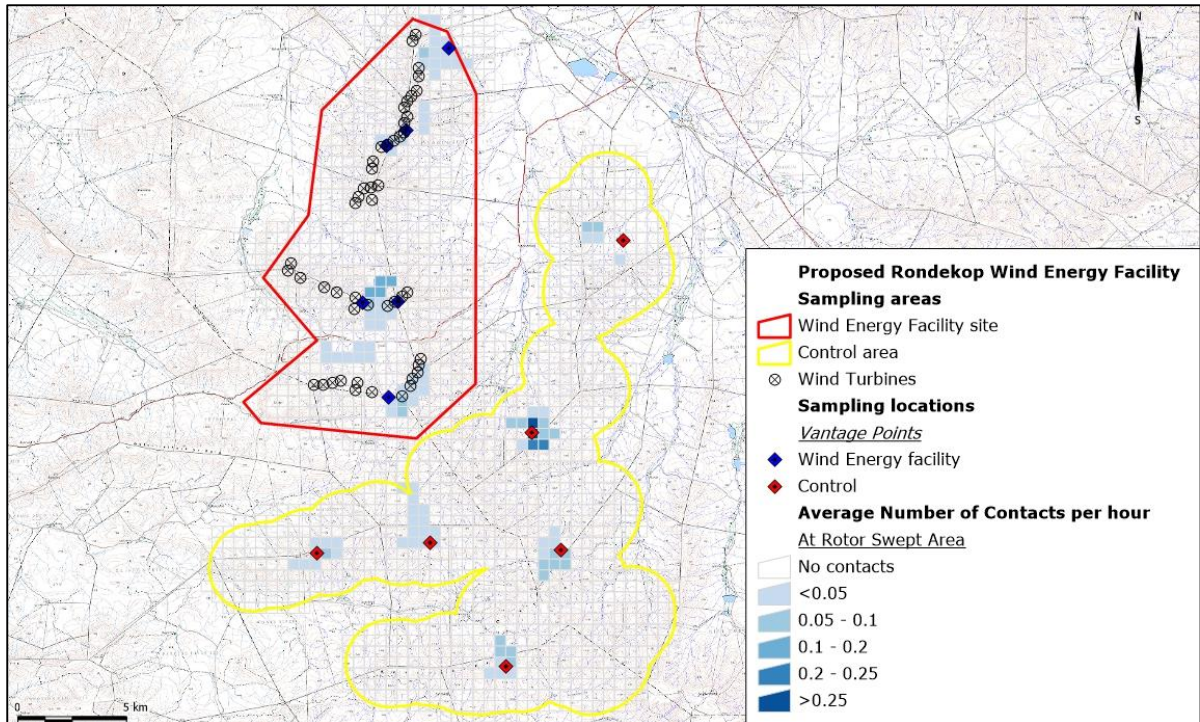 N
S
Proposed Rondekop Wind Energy Facility
Sampling areas
Wind Energy Facility site
Control area
Wind Turbines
Sampling locations
Vantage Points
Wind Energy facility
Control
Average Number of Contacts per hour
At Rotor Swept Area
No contacts
<0.05
0.05 - 0.1
0.1 - 0.2
0.2 - 0.25
>0.25
0 5 km